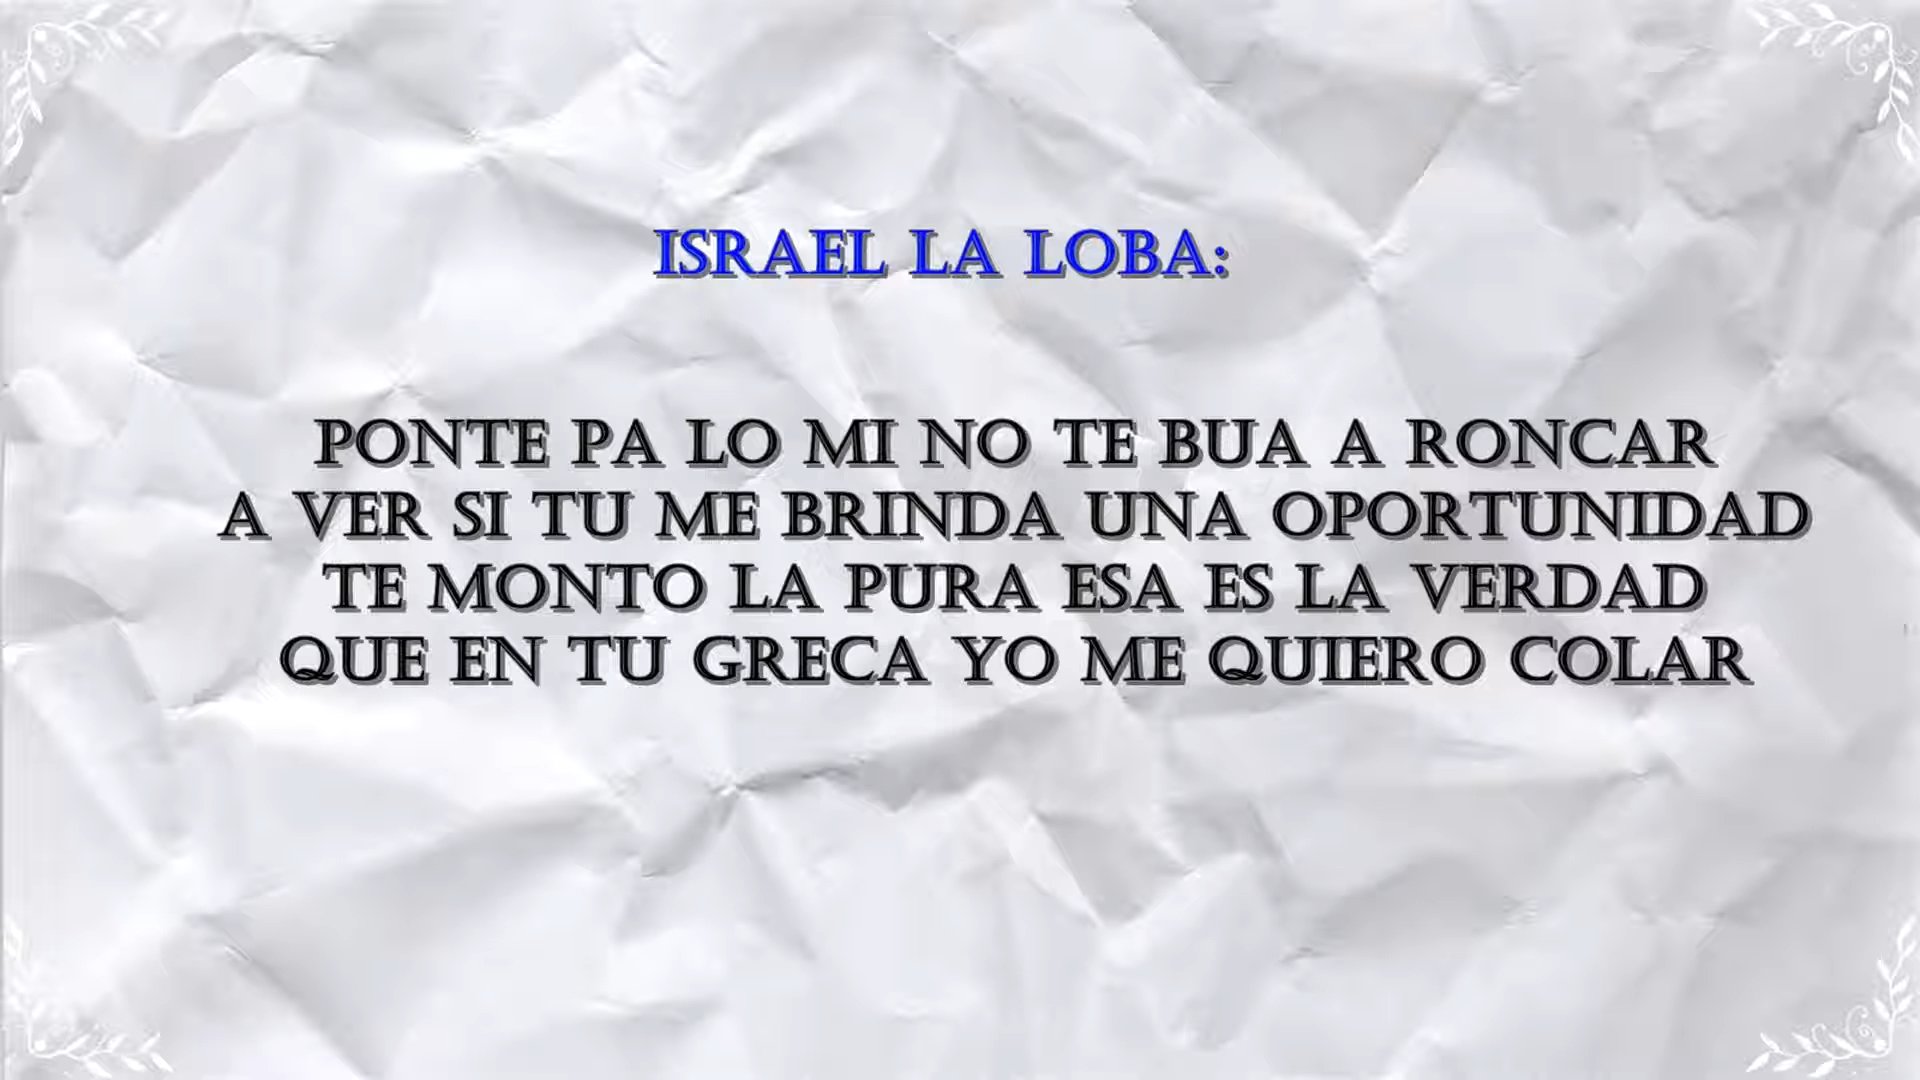 ISRAEL LA LOBA:
PONTE PA LO MI NO TE BUA A RONCAR
A VER SI TU ME BRINDA UNA OPORTUNIDAD
TE MONTO LA PURA ESA ES LA VERDAD
QUE EN TU GRECA YO ME QUIERO COLAR